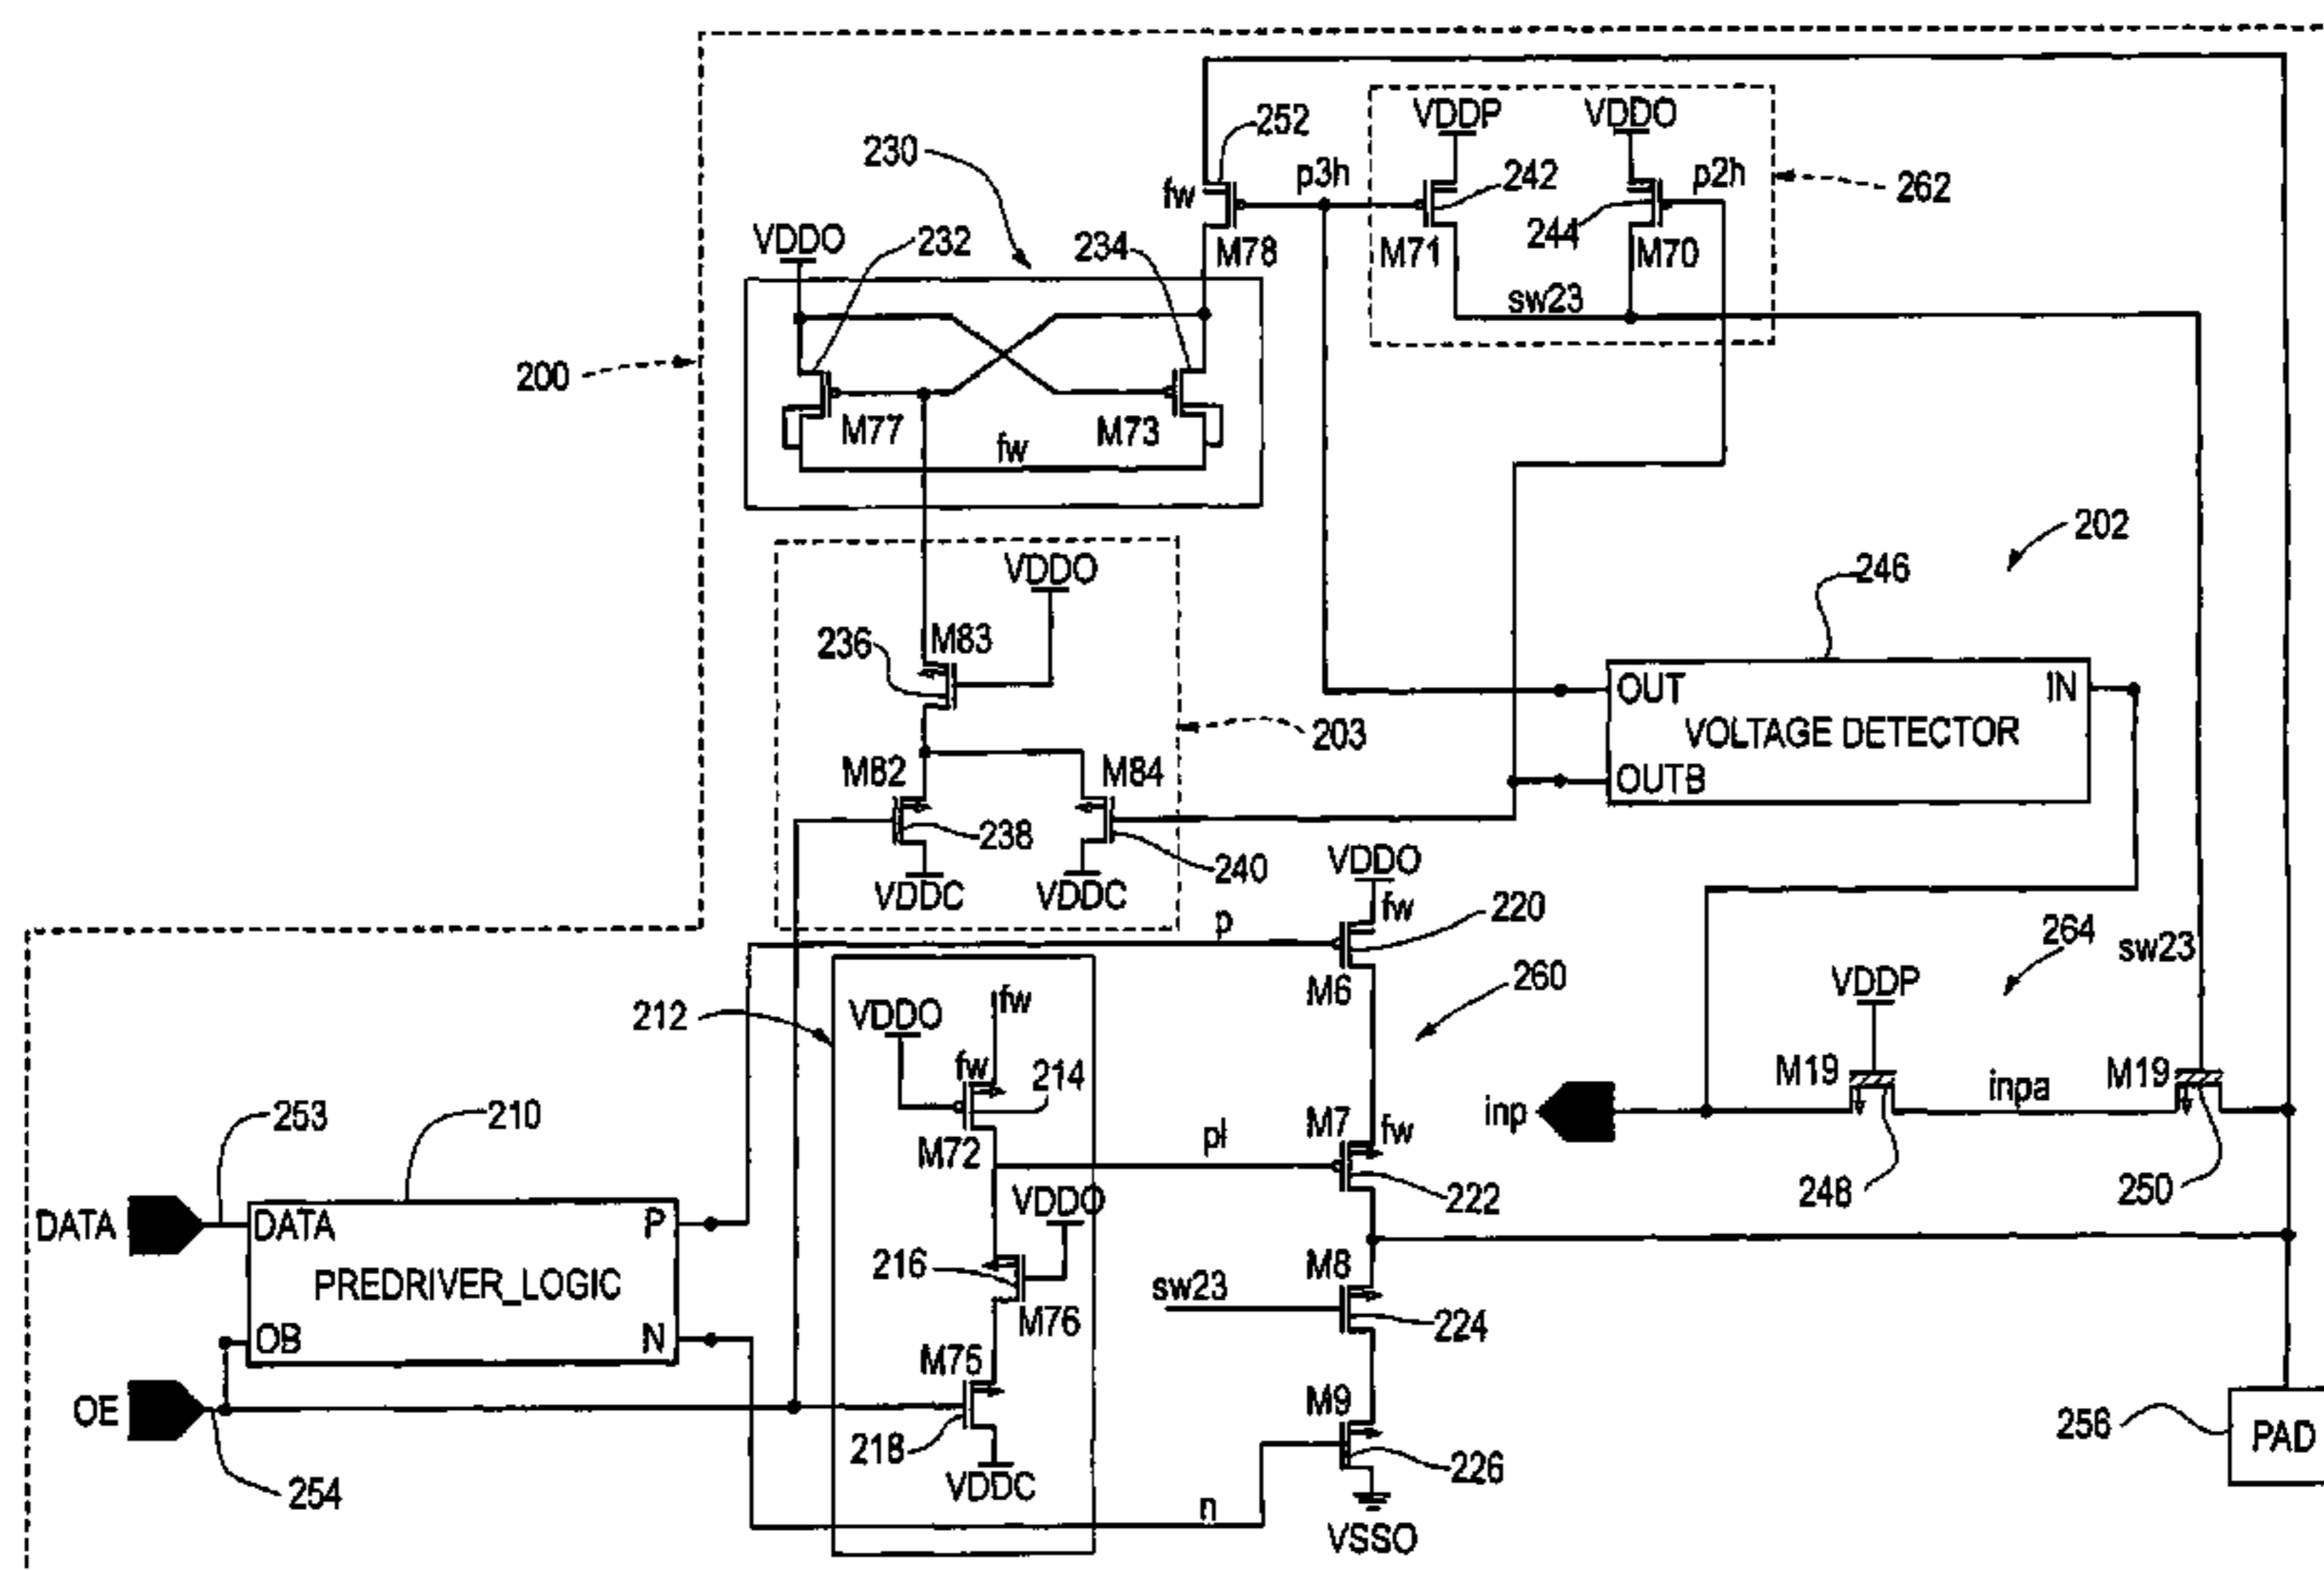 252
VDDP
VDDO
230
fw
p3h
242
p2h
262
VDDO
232
234
M78
M71
244
M70
sw23
200
M77
M73
fw
202
VDDO
246
236
M83
OUT
IN
VOLTAGE DETECTOR
203
OUTB
M82
M84
238
240
VDDO
VDDC
VDDC
fw
220
p
264
sw23
M6
260
VDDP
212
VDDO
fw
fw
214
M19
inpa
M19
inp
M7
fw
253
210
M72
pl
248
250
VDDO
222
DATA
DATA
P
PREDRIVER_LOGIC
216
M8
sw23
M76
224
OB
N
M75
M9
OE
218
256
PAD
254
VDDC
226
n
VSSO